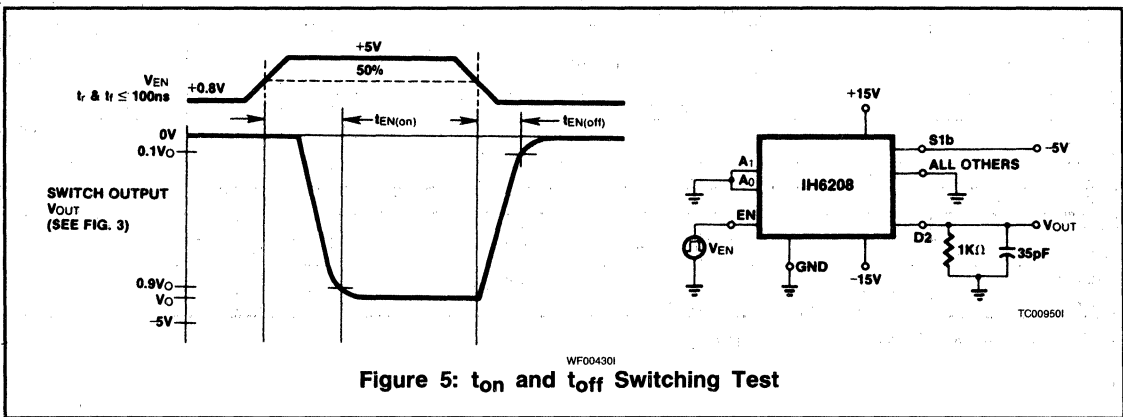 +5V
50%
VEN
tr & tf ≤ 100ns
+0.8V
tEN(on)
tEN(off)
0V
0.1VO
SWITCH OUTPUT
VOUT
(SEE FIG. 3)
0.9VO
VO
-5V
+15V
S1b
-5V
ALL OTHERS
A1
A0
IH6208
EN
VEN
D2
VOUT
1KΩ
35pF
GND
-15V
TC00950I
WF00430I
Figure 5: ton and toff Switching Test